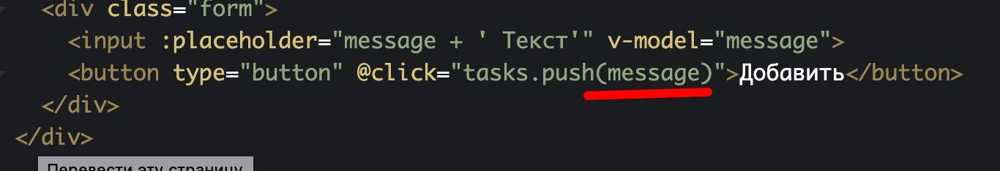 <div class="form">
<input :placeholder="message + ' Текст'" v-model="message">
<button type="button" @click="tasks.push(message)">Добавить</button>
</div>
</div>
Перевести эту страницу